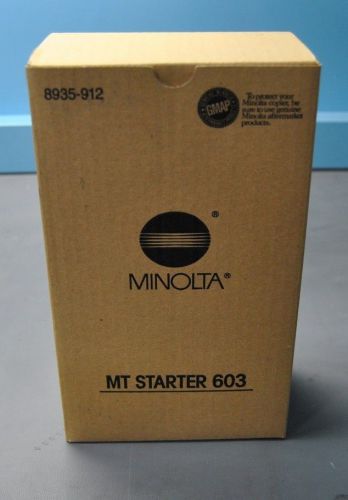 8935-912
GMAP
To protect your
Minolta copier, be
sure to use genuine
Minolta aftermarket
products.
®
MINOLTA®
MT STARTER 603